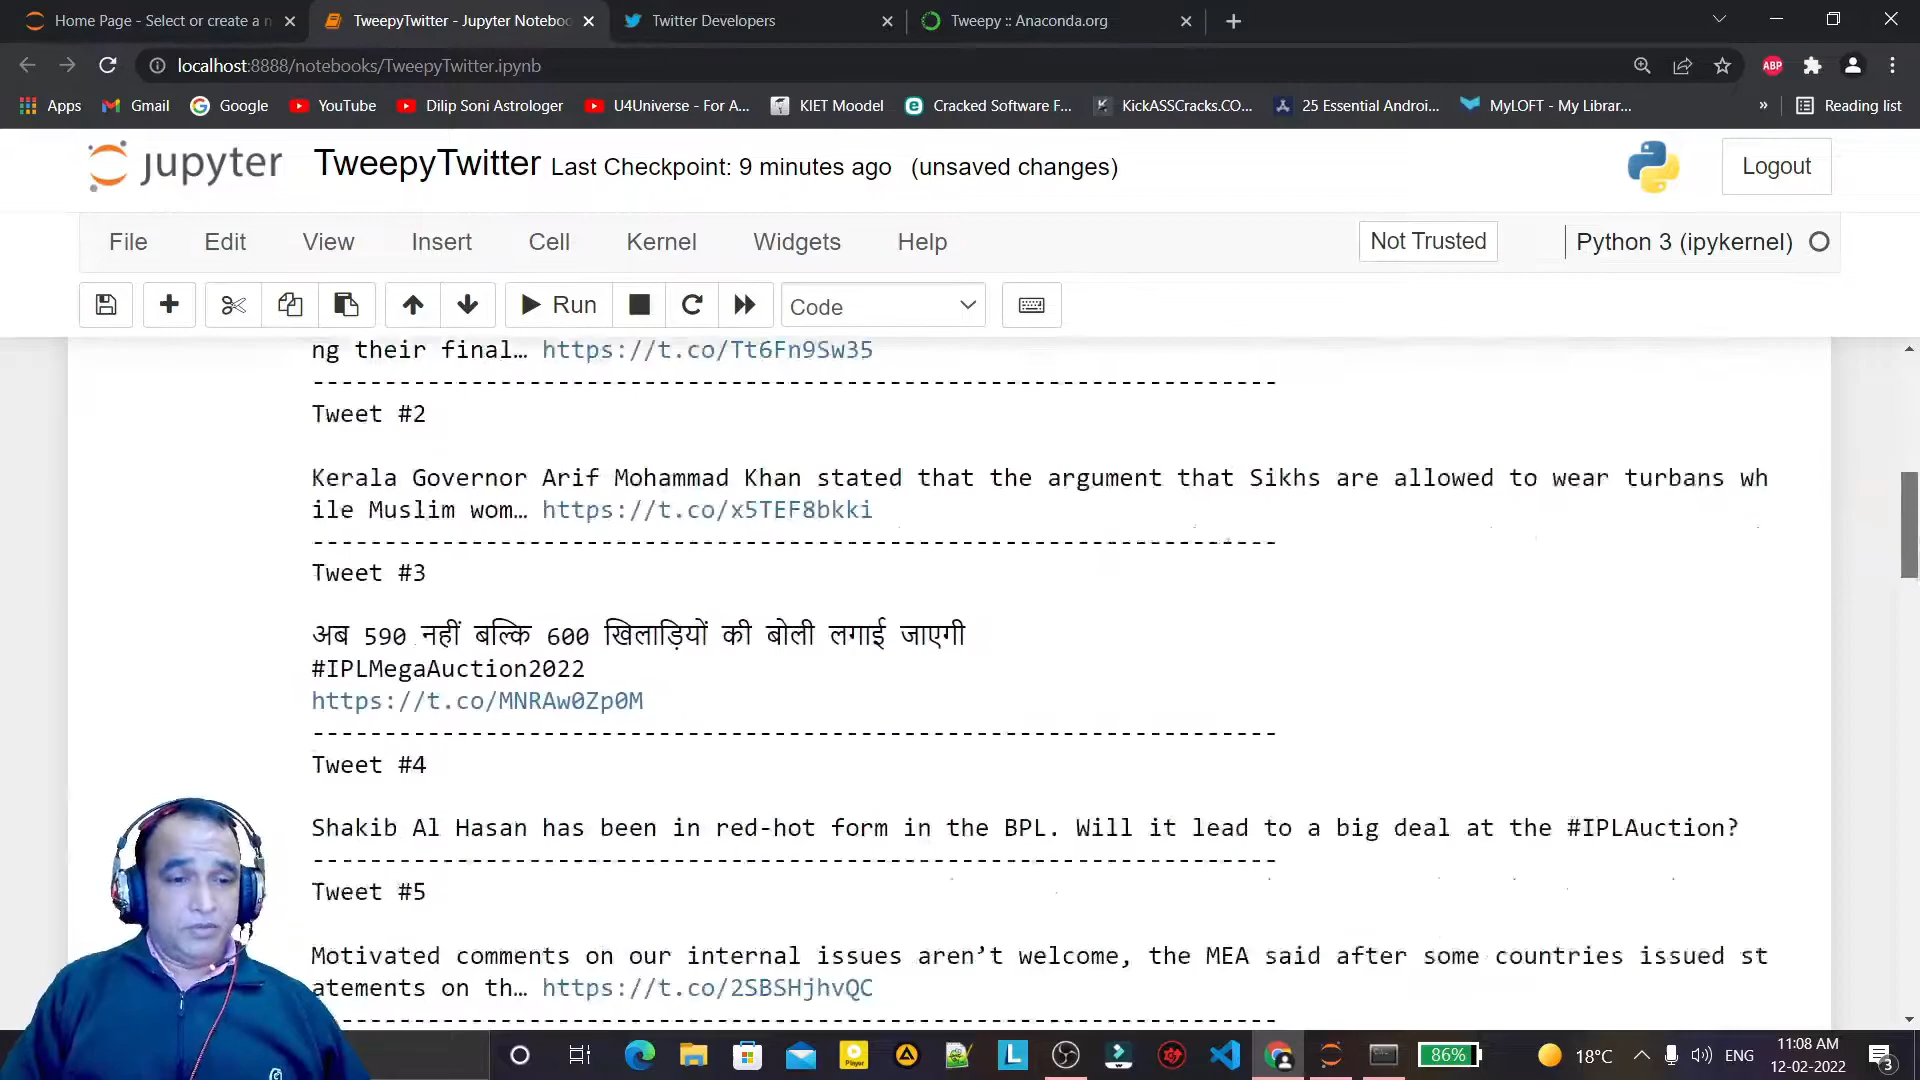 Home Page - Select or create a n
TweepyTwitter - Jupyter Noteboo
Twitter Developers
Tweepy :: Anaconda.org
localhost:8888/notebooks/TweepyTwitter.ipynb
ABP
Apps
Gmail
Google
YouTube
Dilip Soni Astrologer
U4Universe - For A...
KIET Moodel
Cracked Software F...
KickASSCracks.CO...
25 Essential Androi...
MyLOFT - My Librar...
»
Reading list
jupyter
TweepyTwitter Last Checkpoint: 9 minutes ago (unsaved changes)
Logout
File
Edit
View
Insert
Cell
Kernel
Widgets
Help
Not Trusted
Python 3 (ipykernel)
Run
Code
ng their final… https://t.co/Tt6Fn9Sw35
-------------------------------------------------------------------
Tweet #2
Kerala Governor Arif Mohammad Khan stated that the argument that Sikhs are allowed to wear turbans wh
ile Muslim wom… https://t.co/x5TEF8bkki
-------------------------------------------------------------------
Tweet #3
अब 590 नहीं बल्कि 600 खिलाड़ियों की बोली लगाई जाएगी
#IPLMegaAuction2022
https://t.co/MNRAw0Zp0M
-------------------------------------------------------------------
Tweet #4
Shakib Al Hasan has been in red-hot form in the BPL. Will it lead to a big deal at the #IPLAuction?
-------------------------------------------------------------------
Tweet #5
Motivated comments on our internal issues aren’t welcome, the MEA said after some countries issued st
atements on th… https://t.co/2SBSHjhvQC
-------------------------------------------------------------------
Player
L
86%
18°C
ENG
11:08 AM
12-02-2022
3